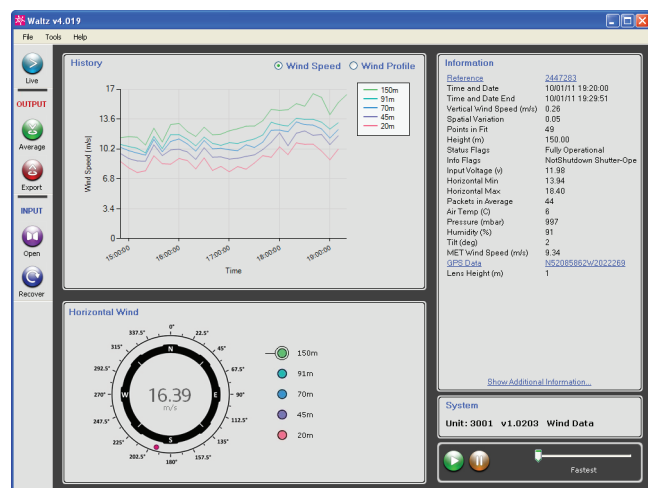 Waltz v4.019
File Tools Help
Live
OUTPUT
Average
Export
INPUT
Open
Recover
History
Wind Speed Wind Profile
17
13.6
10.2
6.8
3.4
0
Wind Speed [m/s]
15:00:00 16:00:00 17:00:00 18:00:00 19:00:00
Time
150m
91m
70m
45m
20m
Horizontal Wind
0°
22.5°
45°
67.5°
90°
112.5°
135°
157.5°
180°
202.5°
225°
247.5°
270°
292.5°
315°
337.5°
N
E
S
W
16.39
m/s
150m
91m
70m
45m
20m
Information
Reference 2447283
Time and Date 10/01/11 19:20:00
Time and Date End 10/01/11 19:29:51
Vertical Wind Speed (m/s) 0.26
Spatial Variation 0.05
Points in Fit 49
Height (m) 150.00
Status Flags Fully Operational
Info Flags NotShutdown Shutter-Ope
Input Voltage (v) 11.98
Horizontal Min 13.94
Horizontal Max 18.40
Packets in Average 44
Air Temp (C) 6
Pressure (mbar) 997
Humidity (%) 91
Tilt (deg) 2
MET Wind Speed (m/s) 9.34
GPS Data N52085862W2022269
Lens Height (m) 1
Show Additional Information...
System
Unit: 3001 v1.0203 Wind Data
Fastest